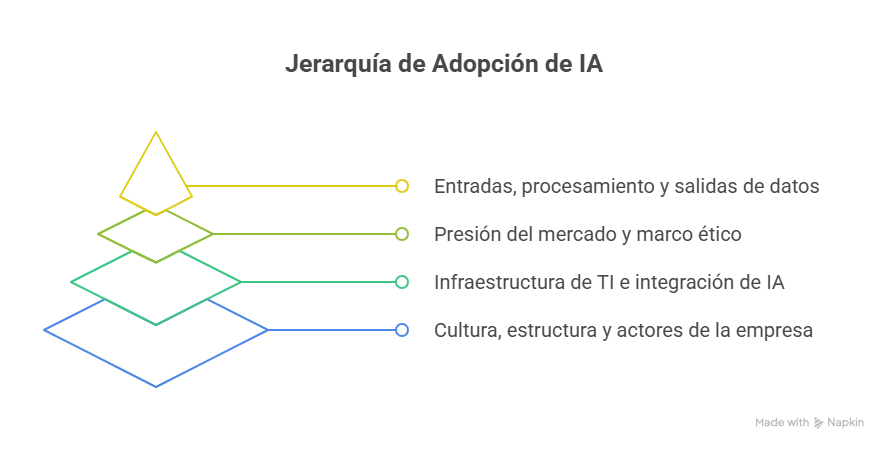 Jerarquía de Adopción de IA
Entradas, procesamiento y salidas de datos
Presión del mercado y marco ético
Infraestructura de TI e integración de IA
Cultura, estructura y actores de la empresa
Made with Napkin